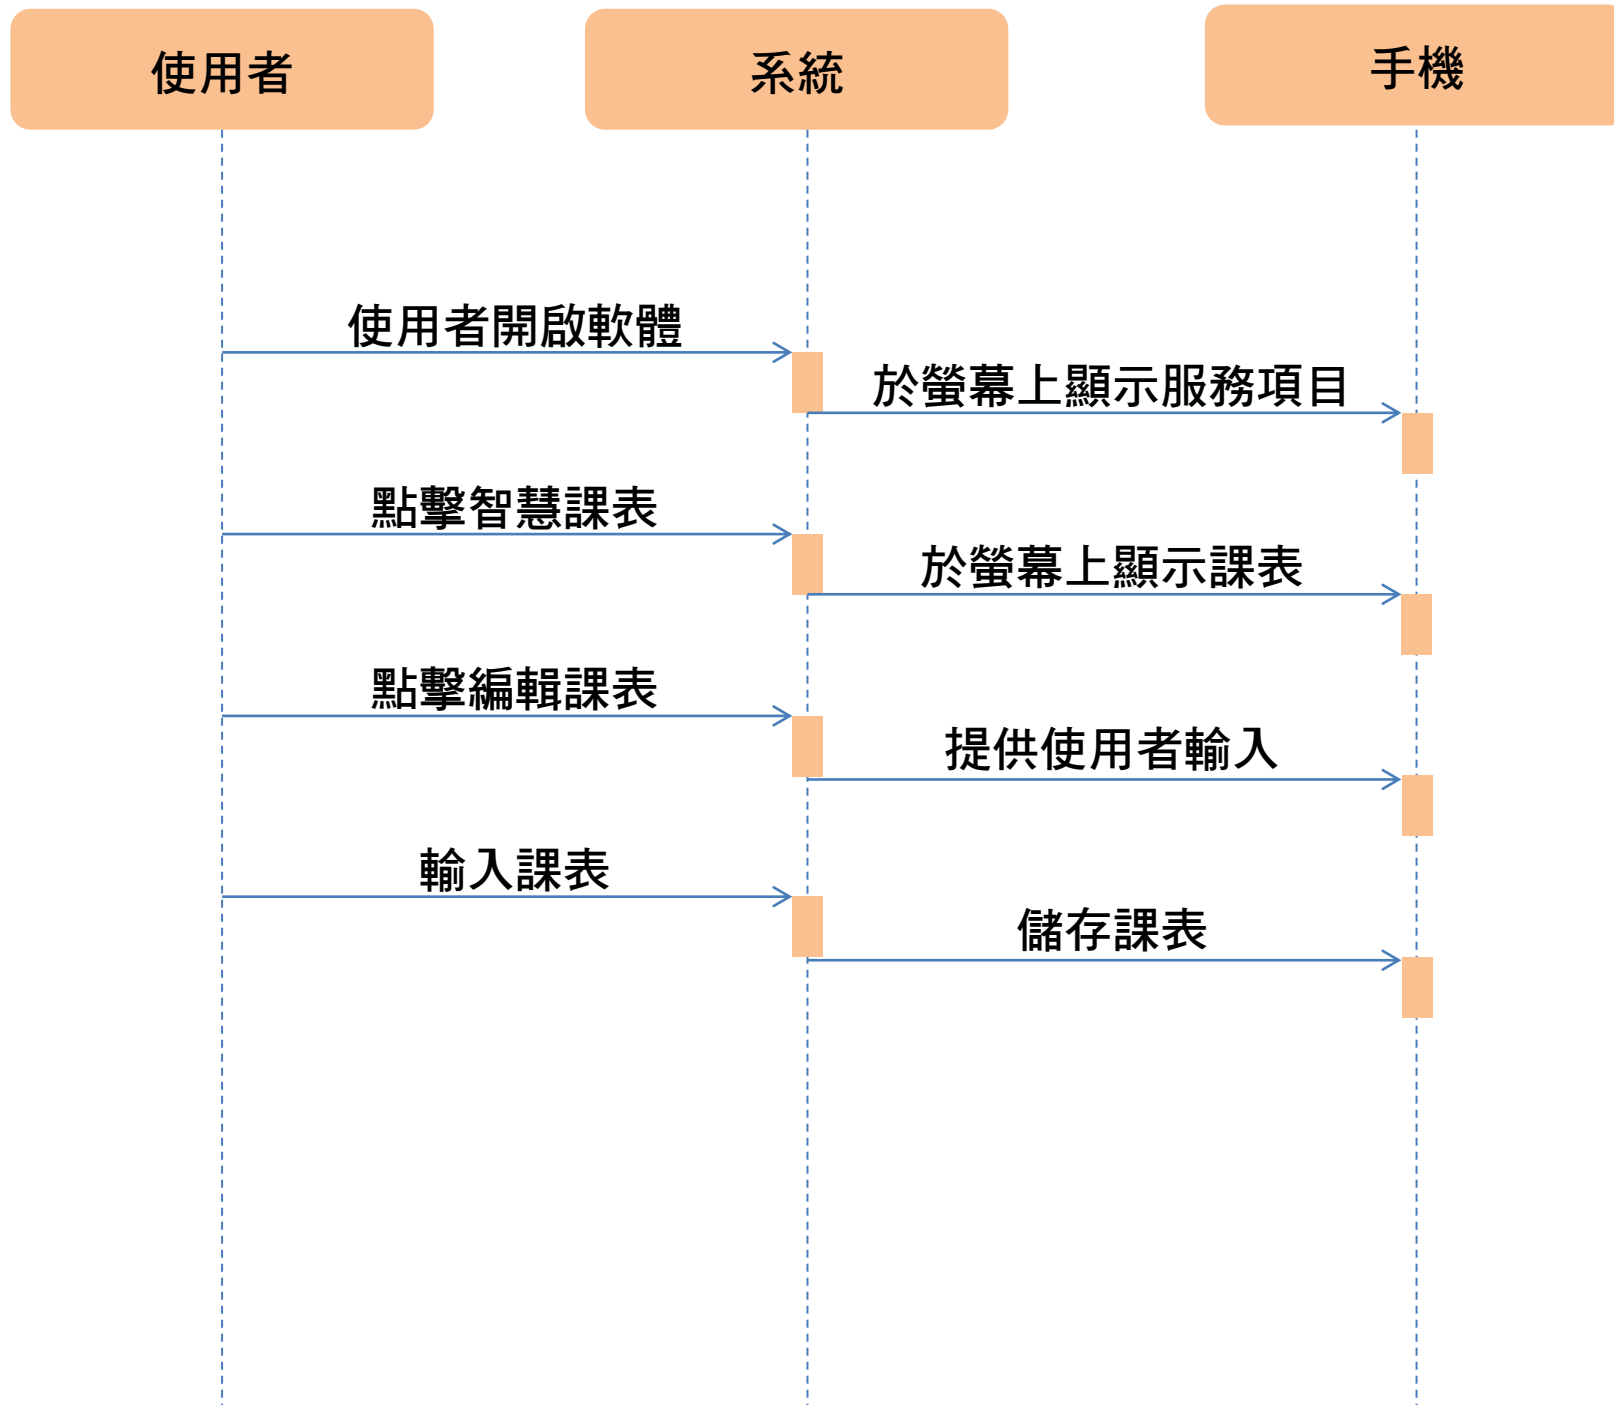 使用者
系統
手機
使用者開啟軟體
於螢幕上顯示服務項目
點擊智慧課表
於螢幕上顯示課表
點擊編輯課表
提供使用者輸入
輸入課表
儲存課表